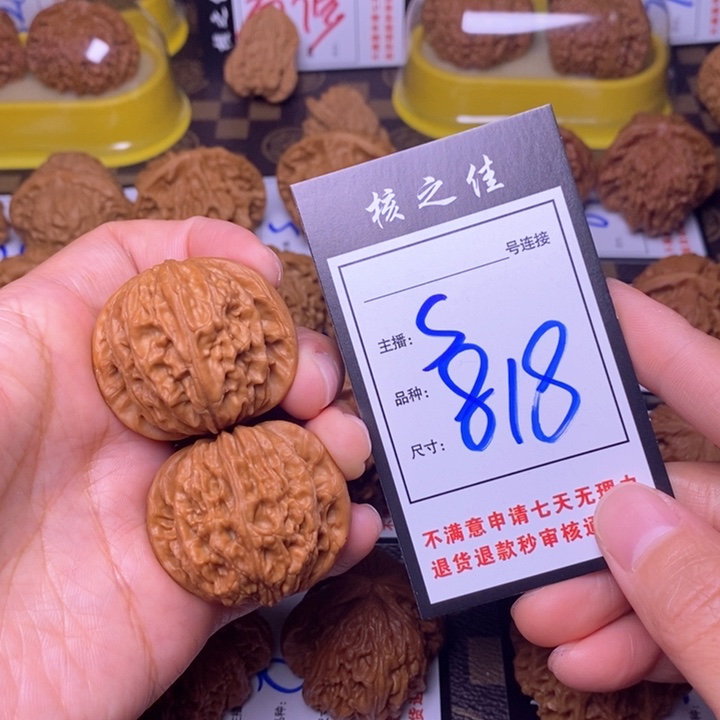 核之佳
号连接
主播:
S
品种:
818
尺寸:
不满意申请七天无理由
退货退款秒审核通